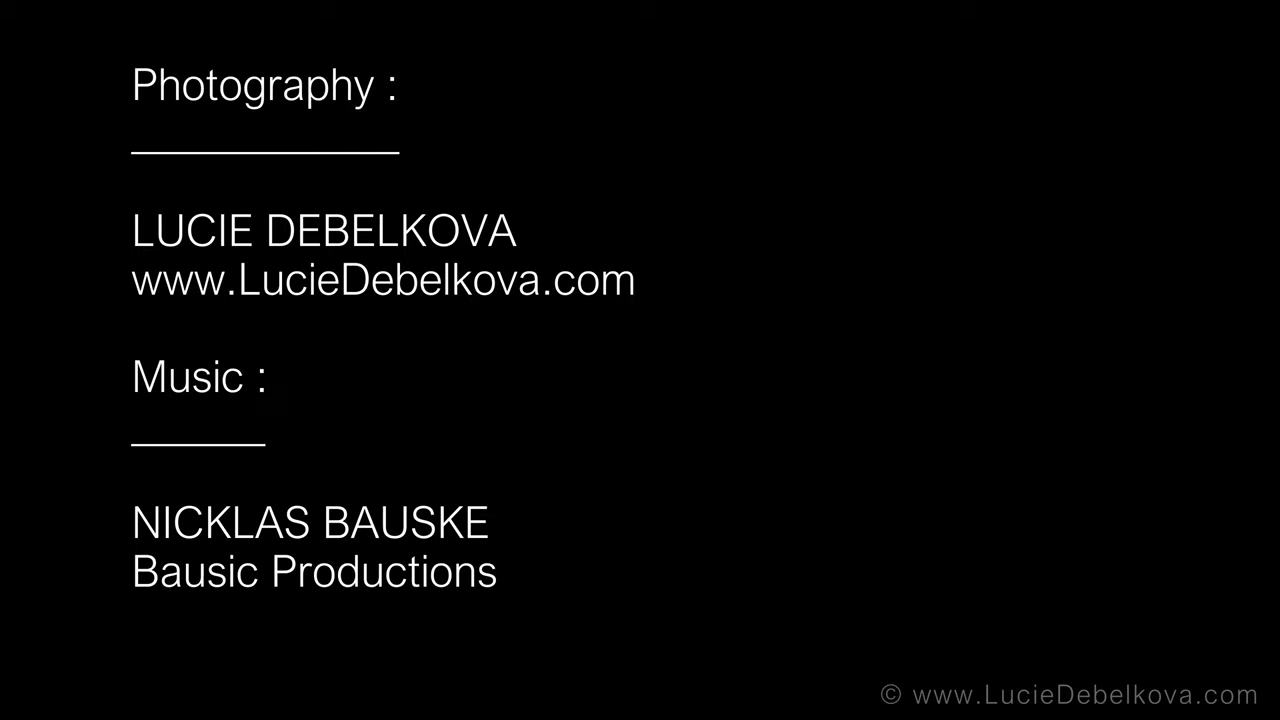 Photography :
LUCIE DEBELKOVA
www.LucieDebelkova.com
Music :
NICKLAS BAUSKE
Bausic Productions
© www.LucieDebelkova.com